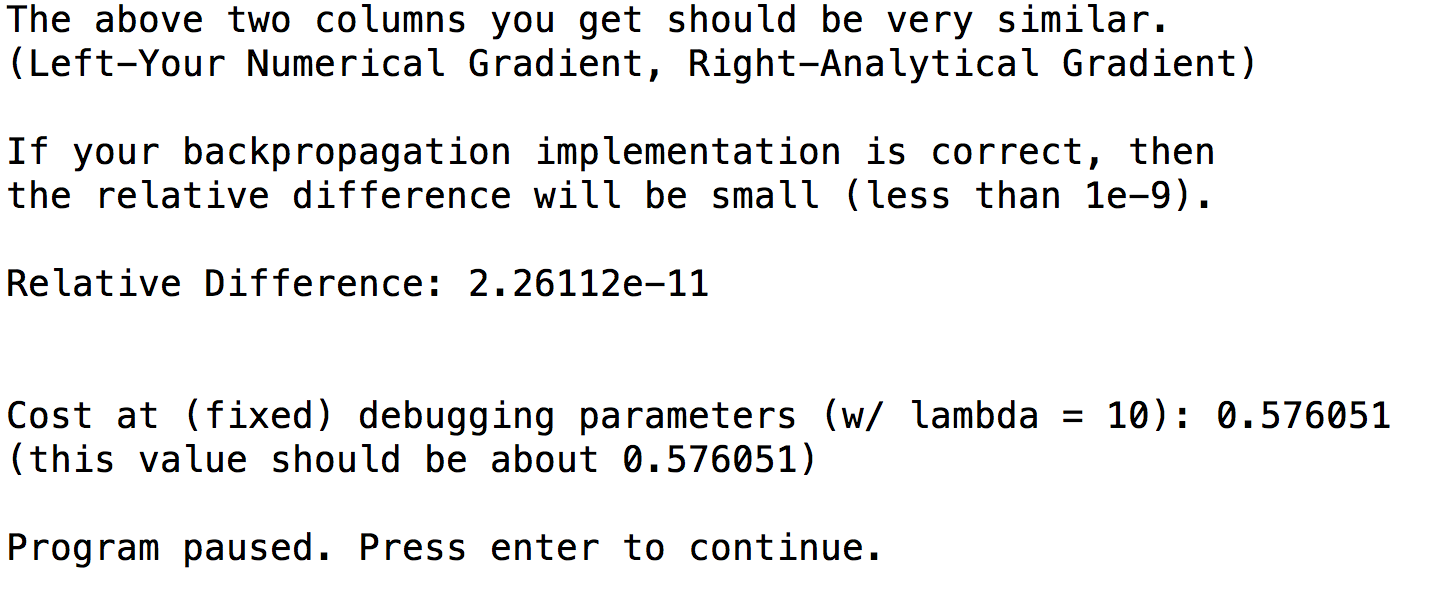 The above two columns you get should be very similar.
(Left-Your Numerical Gradient, Right-Analytical Gradient)
If your backpropagation implementation is correct, then
the relative difference will be small (less than 1e-9).
Relative Difference: 2.26112e-11
Cost at (fixed) debugging parameters (w/ lambda = 10): 0.576051
(this value should be about 0.576051)
Program paused. Press enter to continue.